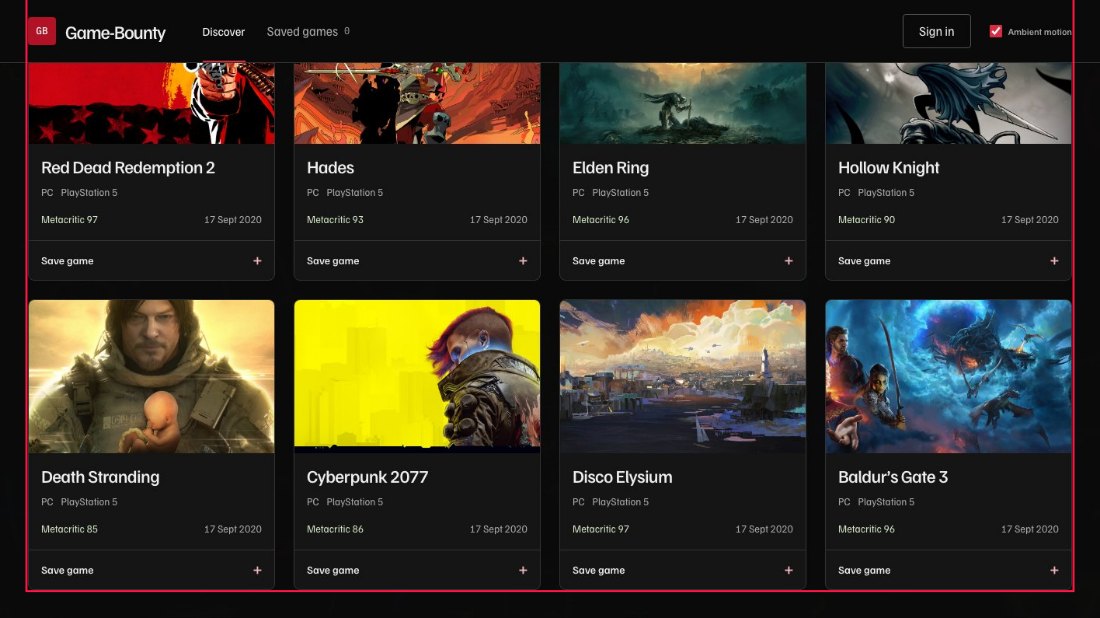 GB Game-Bounty Discover Saved games 0 Sign in Ambient motion
Red Dead Redemption 2
PC PlayStation 5
Metacritic 97 17 Sept 2020
Save game +
Hades
PC PlayStation 5
Metacritic 93 17 Sept 2020
Save game +
Elden Ring
PC PlayStation 5
Metacritic 96 17 Sept 2020
Save game +
Hollow Knight
PC PlayStation 5
Metacritic 90 17 Sept 2020
Save game +
Death Stranding
PC PlayStation 5
Metacritic 85 17 Sept 2020
Save game +
Cyberpunk 2077
PC PlayStation 5
Metacritic 86 17 Sept 2020
Save game +
Disco Elysium
PC PlayStation 5
Metacritic 97 17 Sept 2020
Save game +
Baldur's Gate 3
PC PlayStation 5
Metacritic 96 17 Sept 2020
Save game +